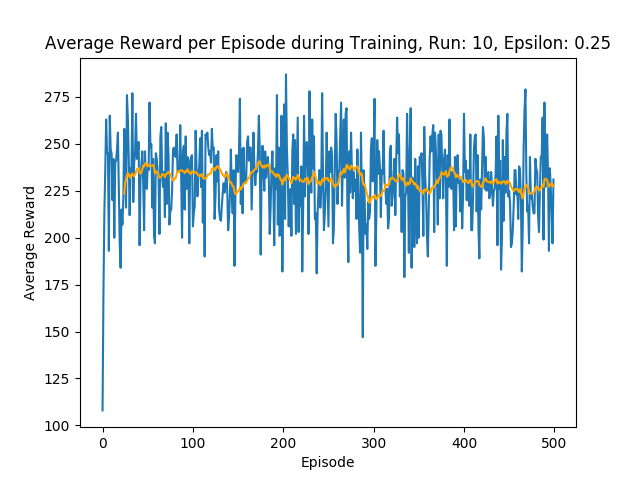 Average Reward per Episode during Training, Run: 10, Epsilon: 0.25
Average Reward
275
250
225
200
175
150
125
100
0 100 200 300 400 500
Episode